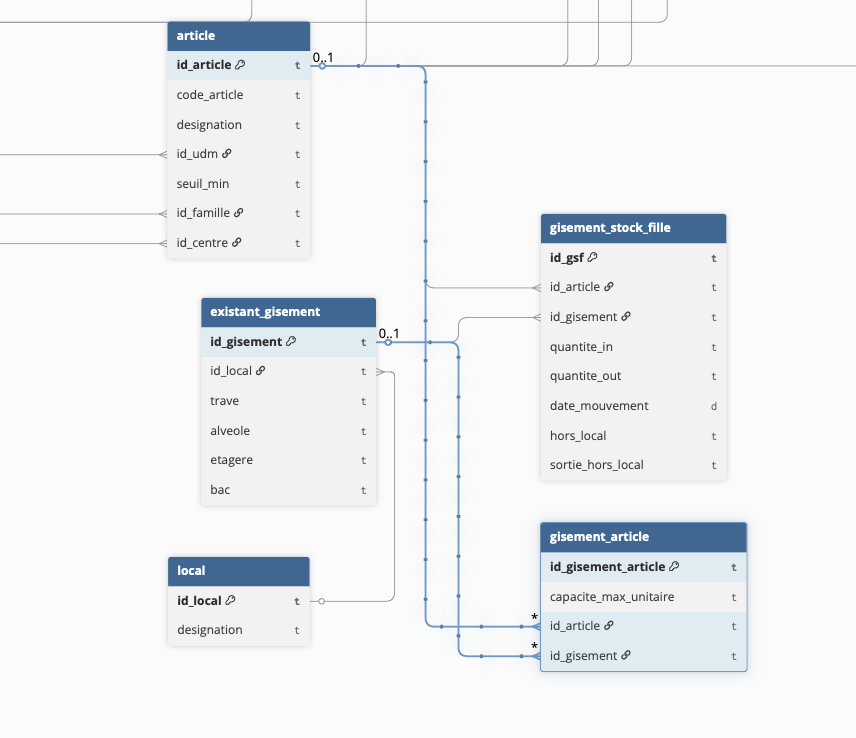 article
id_article t
0..1
code_article t
designation t
id_udm t
seuil_min t
id_famille t
id_centre t
existant_gisement
id_gisement t
0..1
id_local t
trave t
alveole t
etagere t
bac t
local
id_local t
designation t
gisement_stock_fille
id_gsf t
id_article t
id_gisement t
quantite_in t
quantite_out t
date_mouvement d
hors_local t
sortie_hors_local t
gisement_article
id_gisement_article t
capacite_max_unitaire t
* id_article t
* id_gisement t